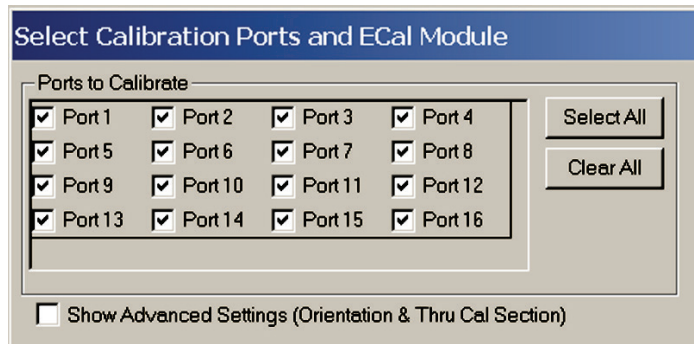 Select Calibration Ports and ECal Module
Ports to Calibrate
Port 1 Port 2 Port 3 Port 4
Select All
Port 5 Port 6 Port 7 Port 8
Clear All
Port 9 Port 10 Port 11 Port 12
Port 13 Port 14 Port 15 Port 16
Show Advanced Settings (Orientation & Thru Cal Section)